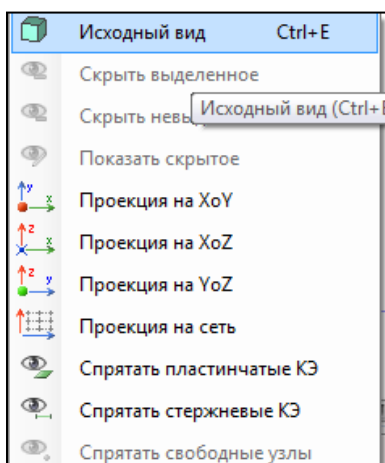 Исходный вид Ctrl+E
Скрыть выделенное
Скрыть невы
Исходный вид (Ctrl+E
Показать скрытое
y x Проекция на XoY
z x Проекция на XoZ
z y Проекция на YoZ
Проекция на сеть
Спрятать пластинчатые КЭ
Спрятать стержневые КЭ
Спрятать свободные узлы